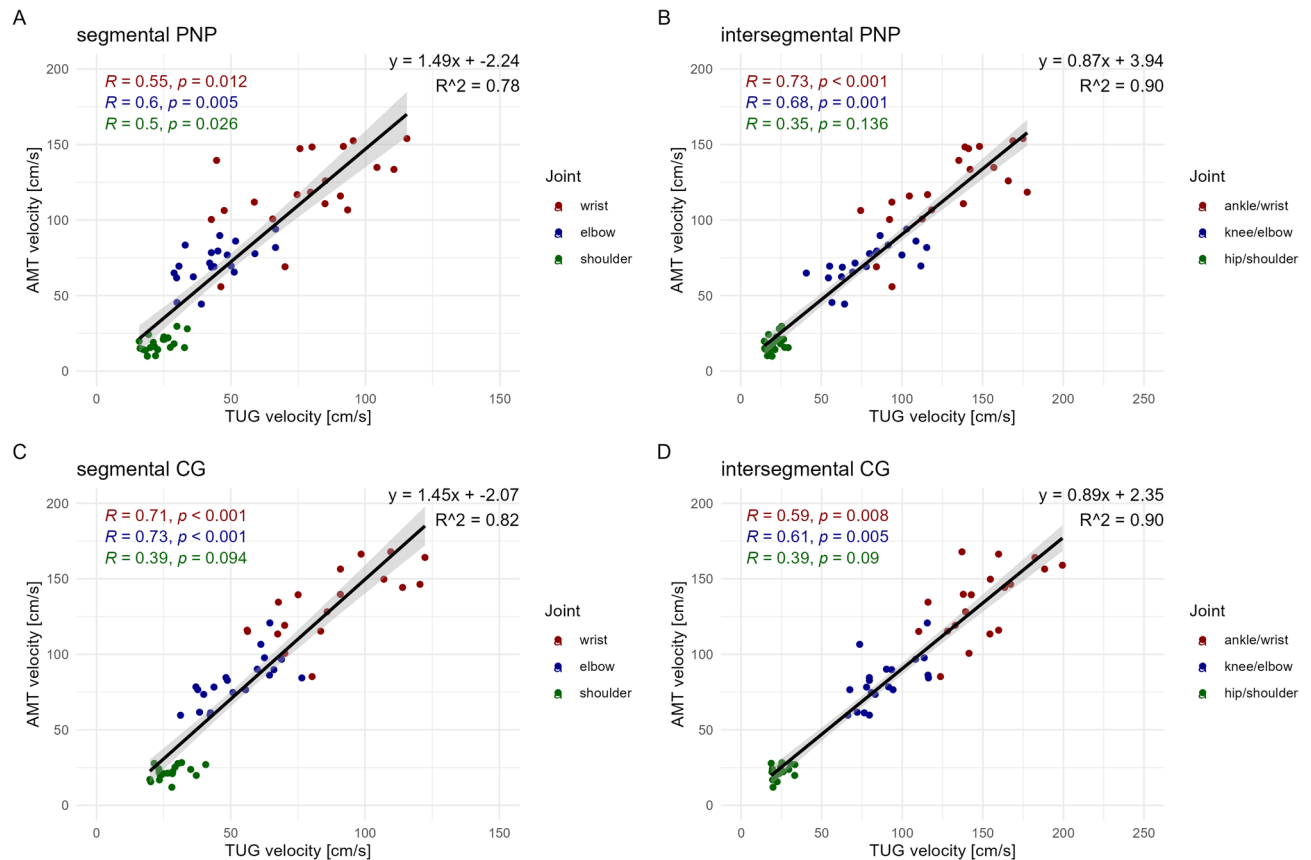 A
segmental PNP
y = 1.49x + -2.24
R^2 = 0.78
R = 0.55, p = 0.012
R = 0.6, p = 0.005
R = 0.5, p = 0.026
200
150
100
50
0
AMT velocity [cm/s]
0 50 100 150
TUG velocity [cm/s]
Joint
a wrist
a elbow
a shoulder
B
intersegmental PNP
y = 0.87x + 3.94
R^2 = 0.90
R = 0.73, p < 0.001
R = 0.68, p = 0.001
R = 0.35, p = 0.136
200
150
100
50
0
AMT velocity [cm/s]
0 50 100 150 200 250
TUG velocity [cm/s]
Joint
a ankle/wrist
a knee/elbow
a hip/shoulder
C
segmental CG
y = 1.45x + -2.07
R^2 = 0.82
R = 0.71, p < 0.001
R = 0.73, p < 0.001
R = 0.39, p = 0.094
200
150
100
50
0
AMT velocity [cm/s]
0 50 100 150
TUG velocity [cm/s]
Joint
a wrist
a elbow
a shoulder
D
intersegmental CG
y = 0.89x + 2.35
R^2 = 0.90
R = 0.59, p = 0.008
R = 0.61, p = 0.005
R = 0.39, p = 0.09
200
150
100
50
0
AMT velocity [cm/s]
0 50 100 150 200 250
TUG velocity [cm/s]
Joint
a ankle/wrist
a knee/elbow
a hip/shoulder